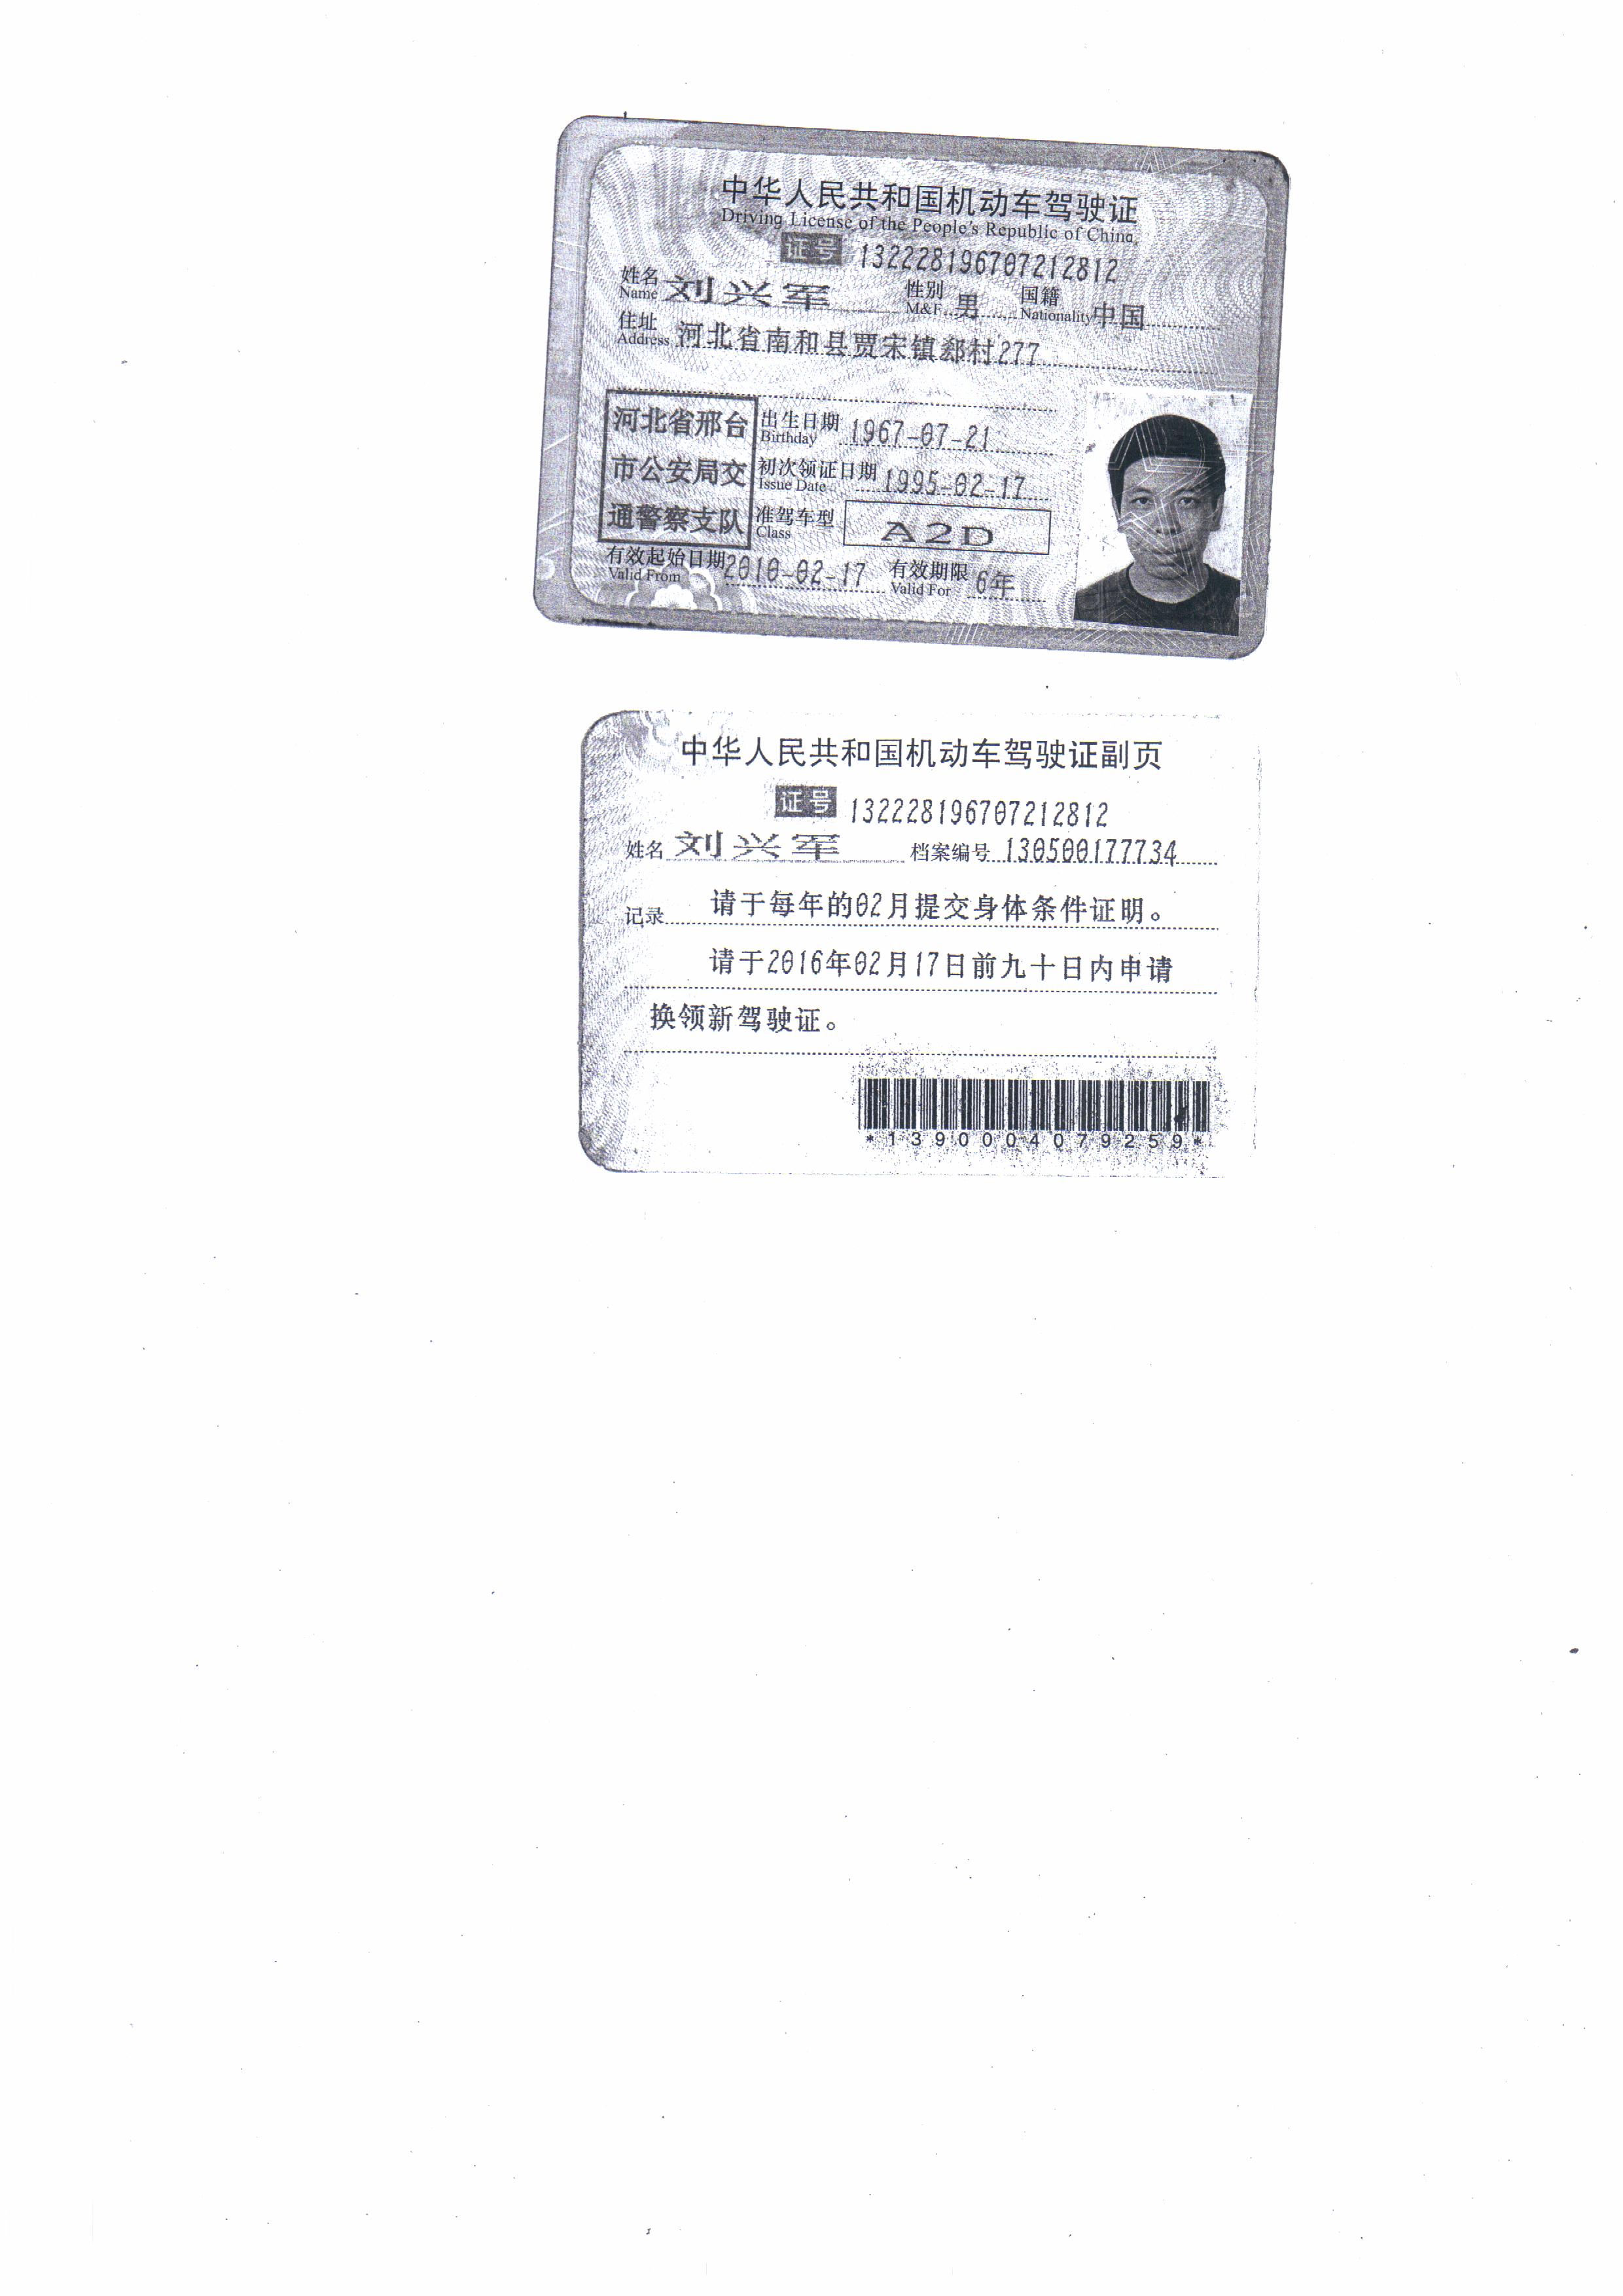 中华人民共和国机动车驾驶证
Driving License of the People's Republic of China
证号 132228196707212812
姓名 刘兴军 性别 男 国籍 中国
Name M&F Nationality
住址 河北省南和县贾宋镇郄村277
Address
河北省邢台 出生日期 1967-07-21
Birthday
市公安局交 初次领证日期 1995-02-17
Issue Date
通警察支队 准驾车型 A2D
Class
有效起始日期 2010-02-17 有效期限 6年
Valid From Valid For
中华人民共和国机动车驾驶证副页
证号 132228196707212812
姓名 刘兴军 档案编号 130500177734
记录 请于每年的02月提交身体条件证明。
请于2016年02月17日前九十日内申请
换领新驾驶证。
*1390004079259*